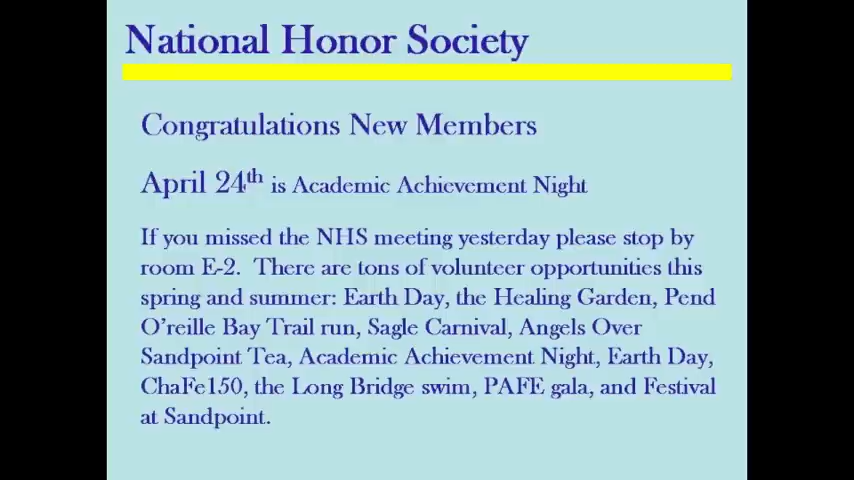 National Honor Society
Congratulations New Members
April 24th is Academic Achievement Night
If you missed the NHS meeting yesterday please stop by
room E-2. There are tons of volunteer opportunities this
spring and summer: Earth Day, the Healing Garden, Pend
O'reille Bay Trail run, Sagle Carnival, Angels Over
Sandpoint Tea, Academic Achievement Night, Earth Day,
ChaFe150, the Long Bridge swim, PAFE gala, and Festival
at Sandpoint.